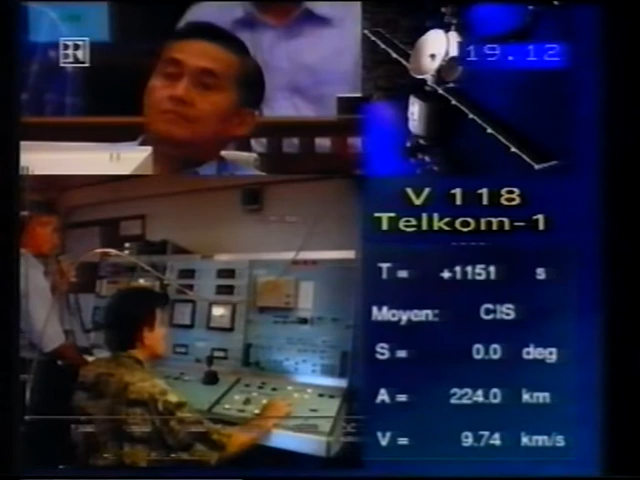 BR
19.12
V 118
Telkom-1
T= +1151 s
Moyen: CIS
S = 0.0 deg
A = 224.0 km
V = 9.74 km/s